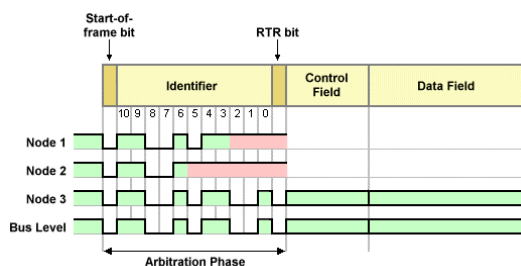 Start-of-
frame bit
RTR bit
Identifier
Control
Field
Data Field
10 9 8 7 6 5 4 3 2 1 0
Node 1
Node 2
Node 3
Bus Level
Arbitration Phase